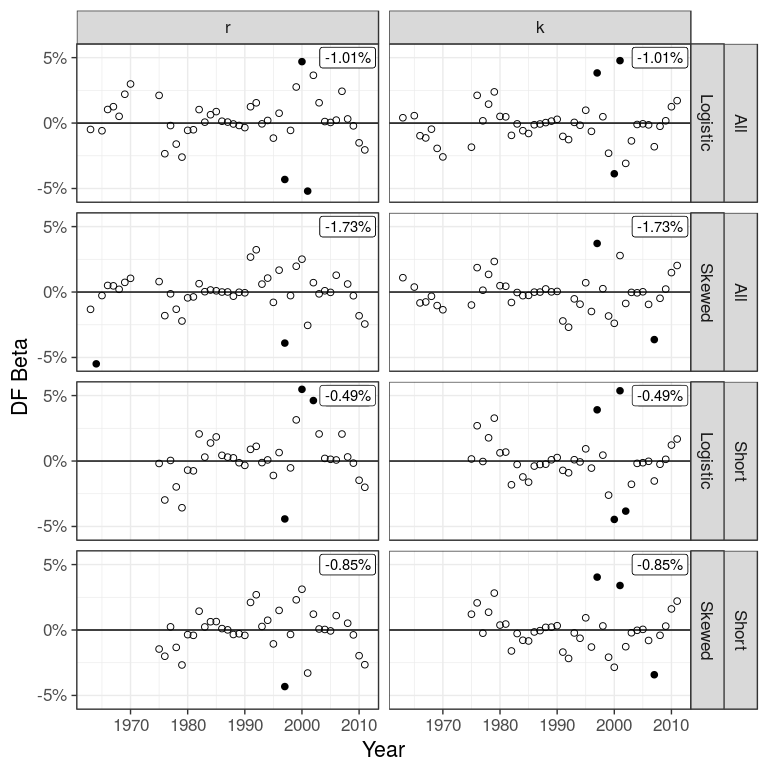 r k
5% -1.01% -1.01%
0%
-5%
Logistic All
5% -1.73% -1.73%
0%
-5%
Skewed All
5% -0.49% -0.49%
0%
-5%
Logistic Short
5% -0.85% -0.85%
0%
-5%
Skewed Short
DF Beta
1970 1980 1990 2000 2010 1970 1980 1990 2000 2010
Year